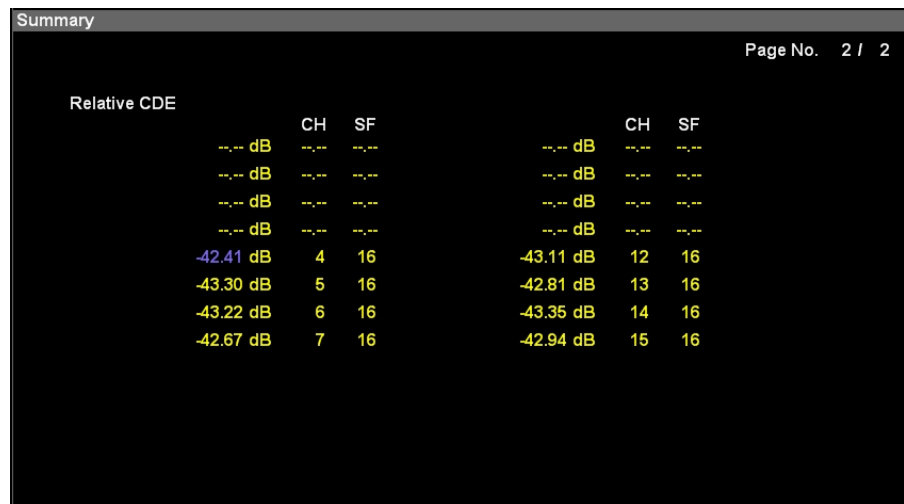 Summary
Page No. 2 / 2
Relative CDE
CH SF CH SF
--.-- dB --.-- --.-- --.-- dB --.-- --.--
--.-- dB --.-- --.-- --.-- dB --.-- --.--
--.-- dB --.-- --.-- --.-- dB --.-- --.--
--.-- dB --.-- --.-- --.-- dB --.-- --.--
-42.41 dB 4 16 -43.11 dB 12 16
-43.30 dB 5 16 -42.81 dB 13 16
-43.22 dB 6 16 -43.35 dB 14 16
-42.67 dB 7 16 -42.94 dB 15 16